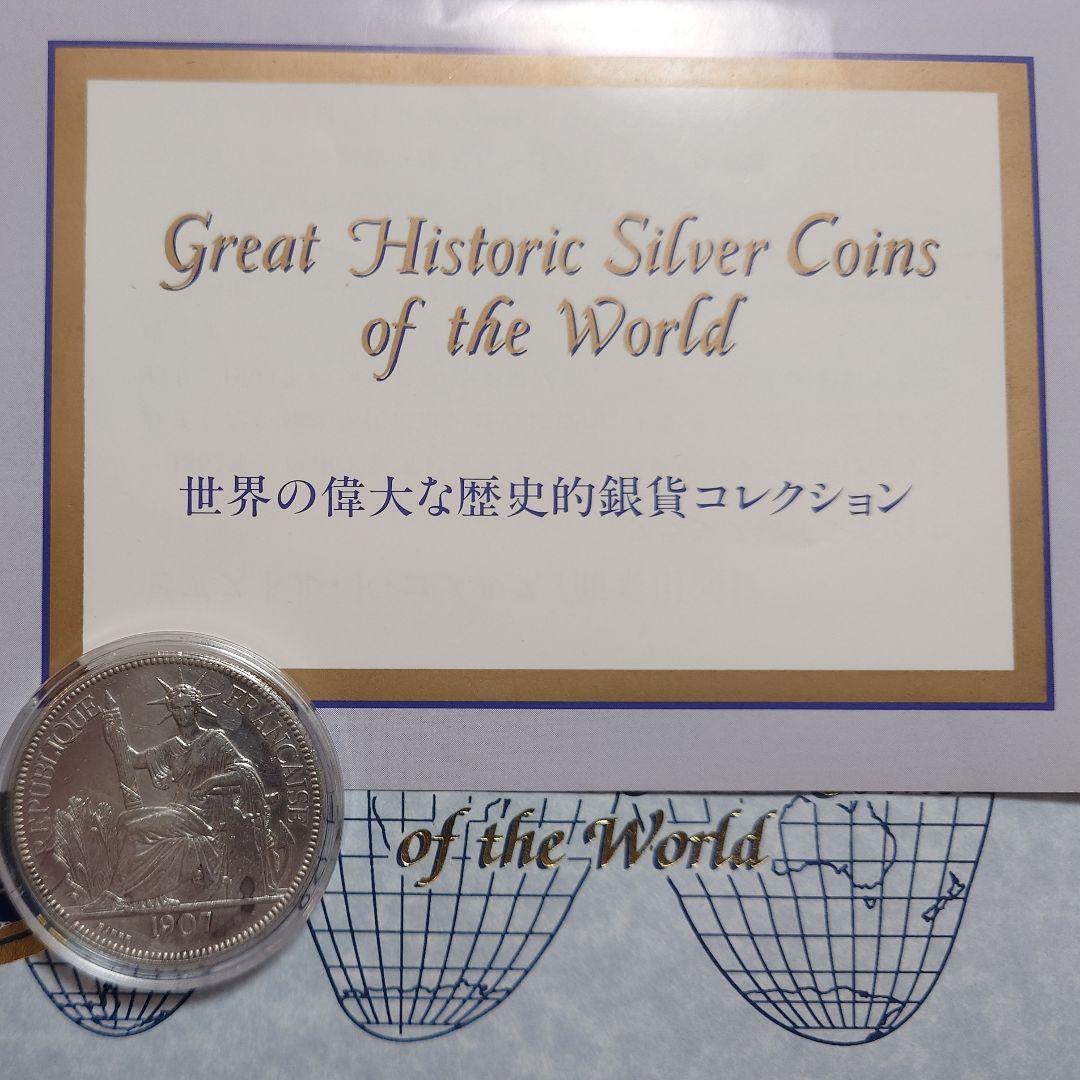 Great Historic Silver Coins
of the World
世界の偉大な歴史的銀貨コレクション
REPUBLIQUE FRANÇAISE
1907
of the World